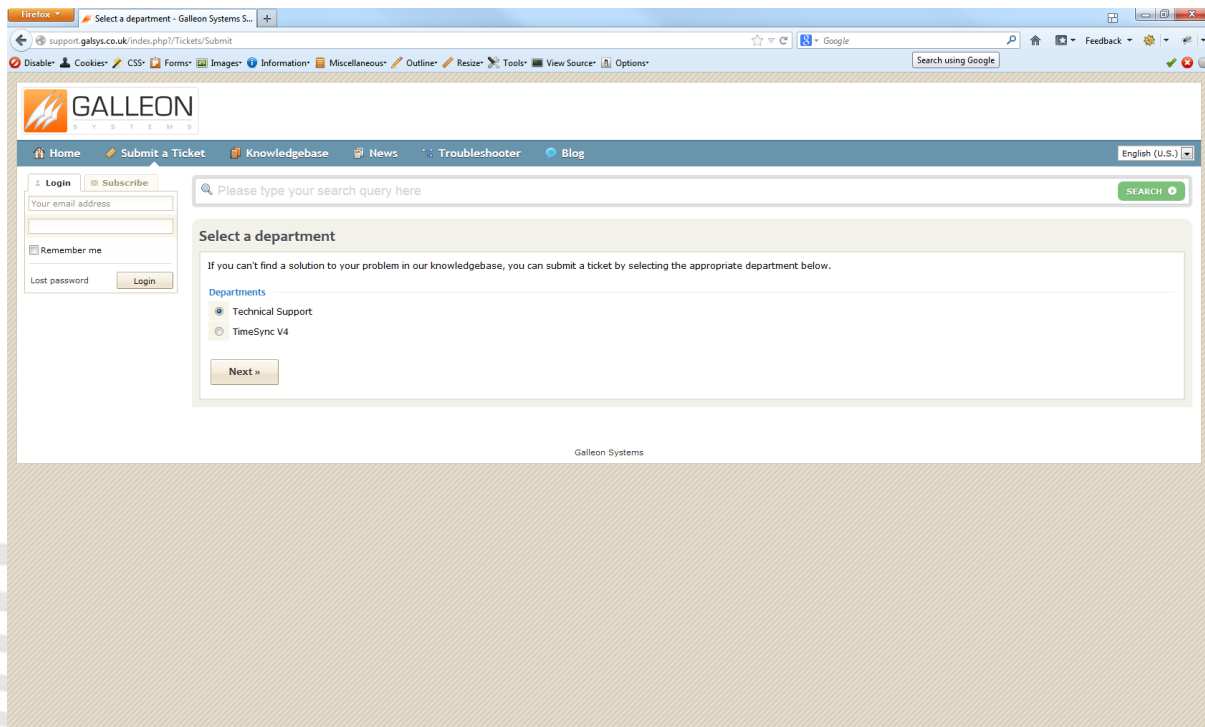 Firefox
Select a department - Galleon Systems S...
support.galsys.co.uk/index.php?/Tickets/Submit
Google
Feedback
Disable Cookies CSS Forms Images Information Miscellaneous Outline Resize Tools View Source Options
Search using Google
GALLEON
SYSTEMS
Home Submit a Ticket Knowledgebase News Troubleshooter Blog
English (U.S.)
Login Subscribe
Your email address
Remember me
Lost password Login
Please type your search query here
SEARCH
Select a department
If you can't find a solution to your problem in our knowledgebase, you can submit a ticket by selecting the appropriate department below.
Departments
Technical Support
TimeSync V4
Next »
Galleon Systems